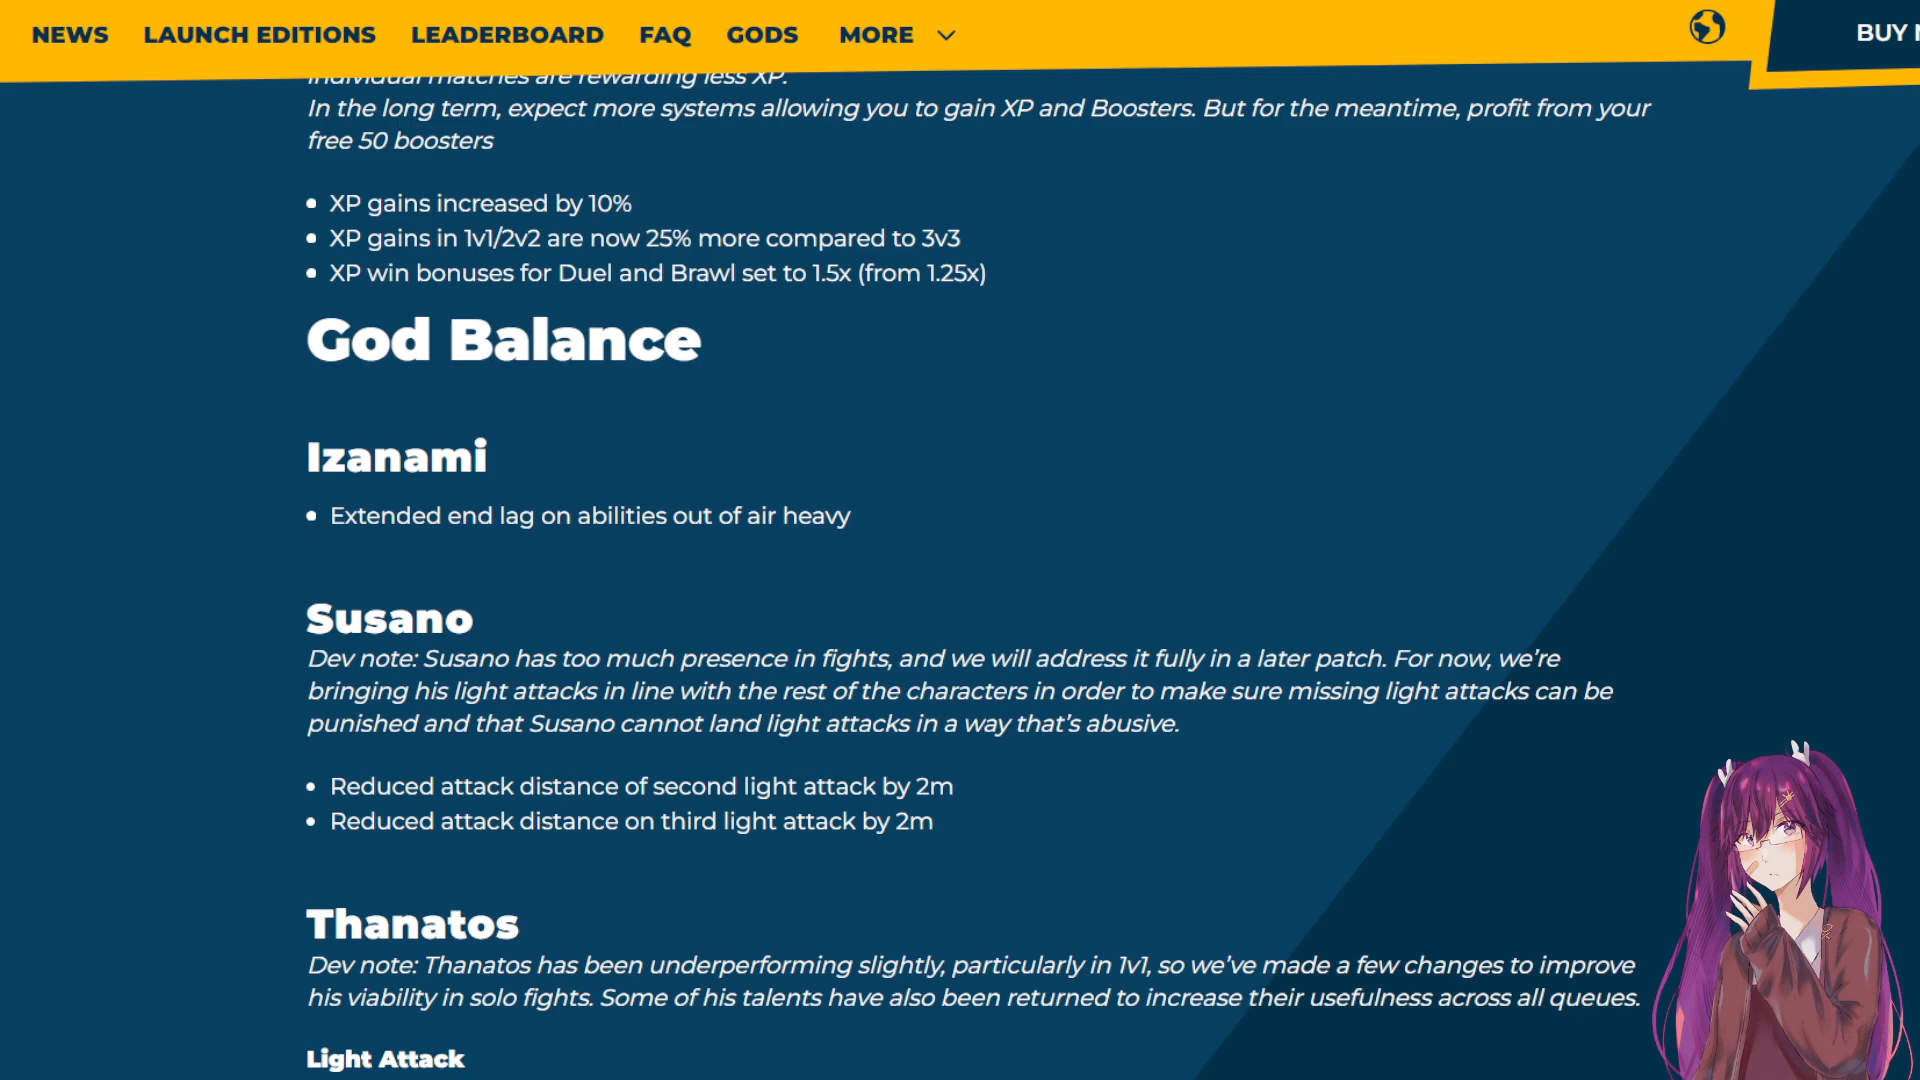 NEWS LAUNCH EDITIONS LEADERBOARD FAQ GODS MORE BUY
individual matches are rewarding less XP.
In the long term, expect more systems allowing you to gain XP and Boosters. But for the meantime, profit from your
free 50 boosters
• XP gains increased by 10%
• XP gains in 1v1/2v2 are now 25% more compared to 3v3
• XP win bonuses for Duel and Brawl set to 1.5x (from 1.25x)
God Balance
Izanami
• Extended end lag on abilities out of air heavy
Susano
Dev note: Susano has too much presence in fights, and we will address it fully in a later patch. For now, we’re
bringing his light attacks in line with the rest of the characters in order to make sure missing light attacks can be
punished and that Susano cannot land light attacks in a way that’s abusive.
• Reduced attack distance of second light attack by 2m
• Reduced attack distance on third light attack by 2m
Thanatos
Dev note: Thanatos has been underperforming slightly, particularly in 1v1, so we’ve made a few changes to improve
his viability in solo fights. Some of his talents have also been returned to increase their usefulness across all queues.
Light Attack